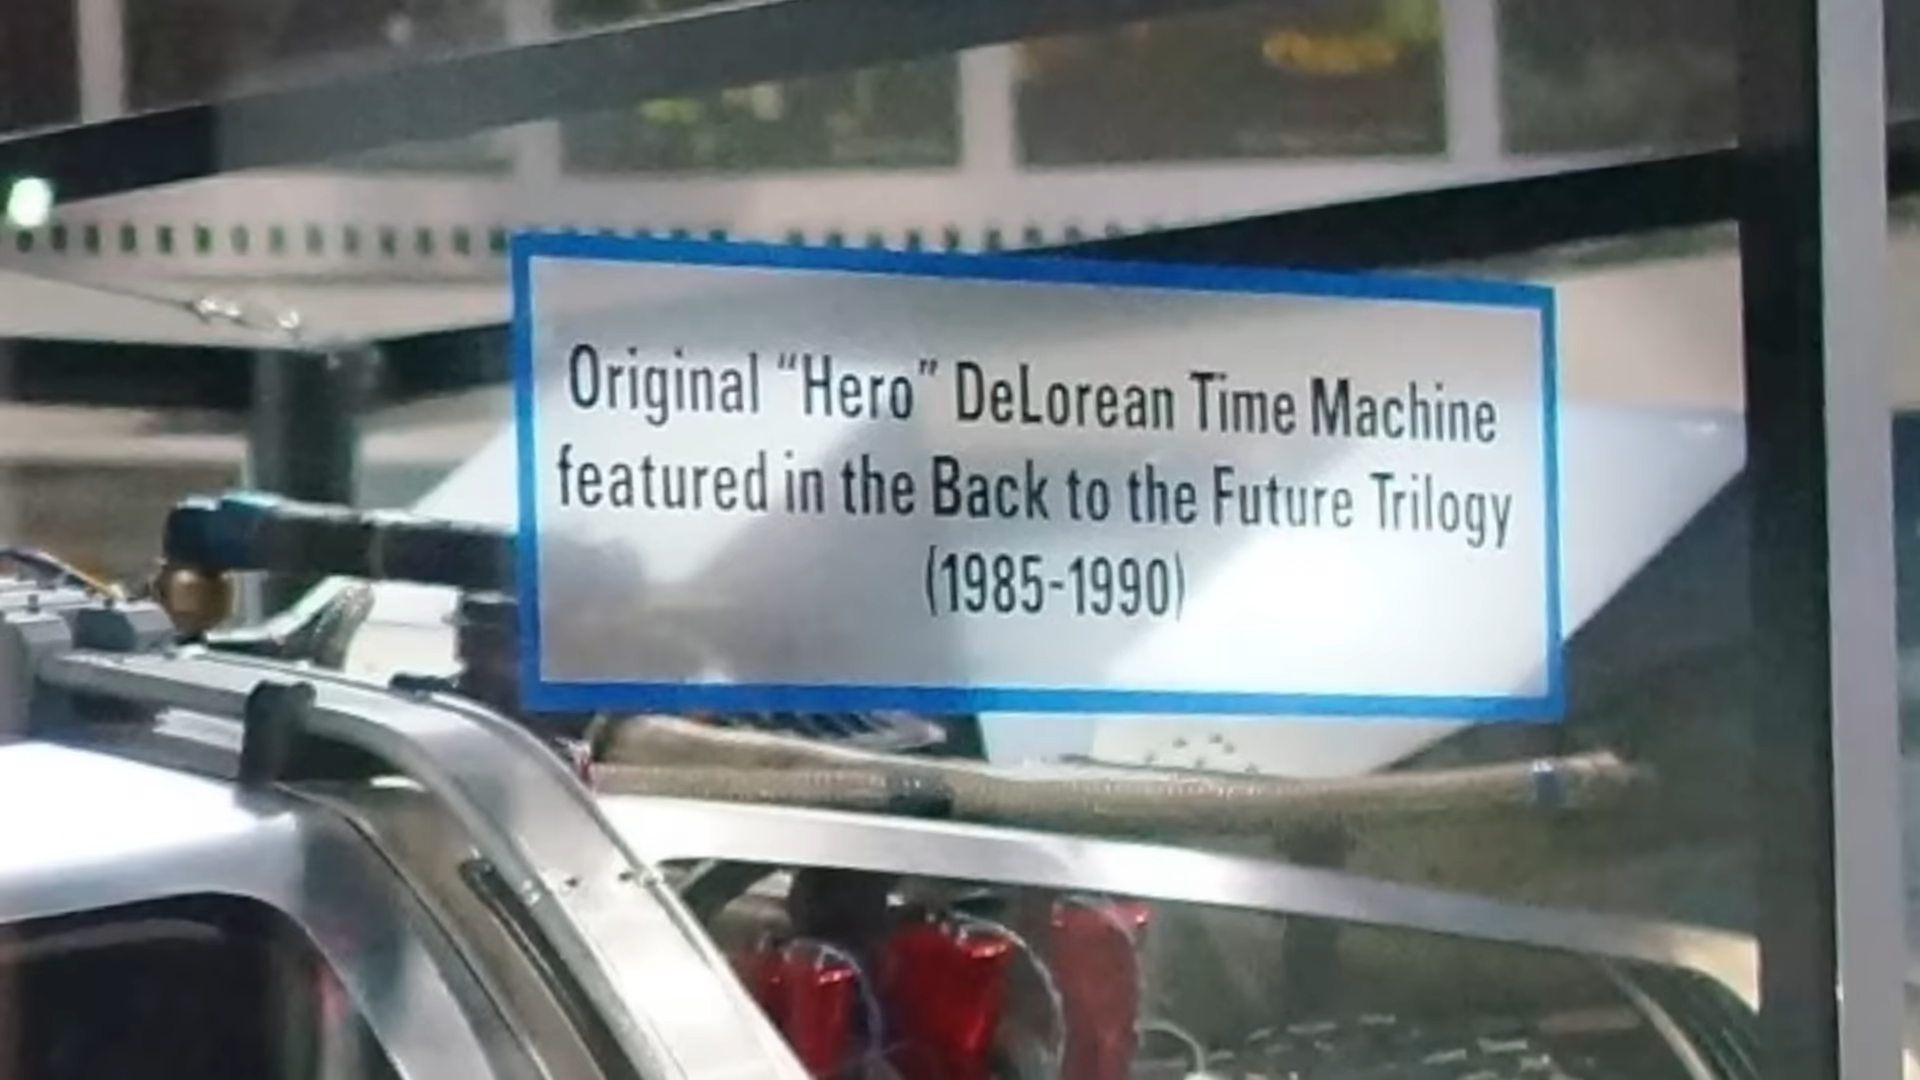 Original “Hero” DeLorean Time Machine
featured in the Back to the Future Trilogy
(1985-1990)